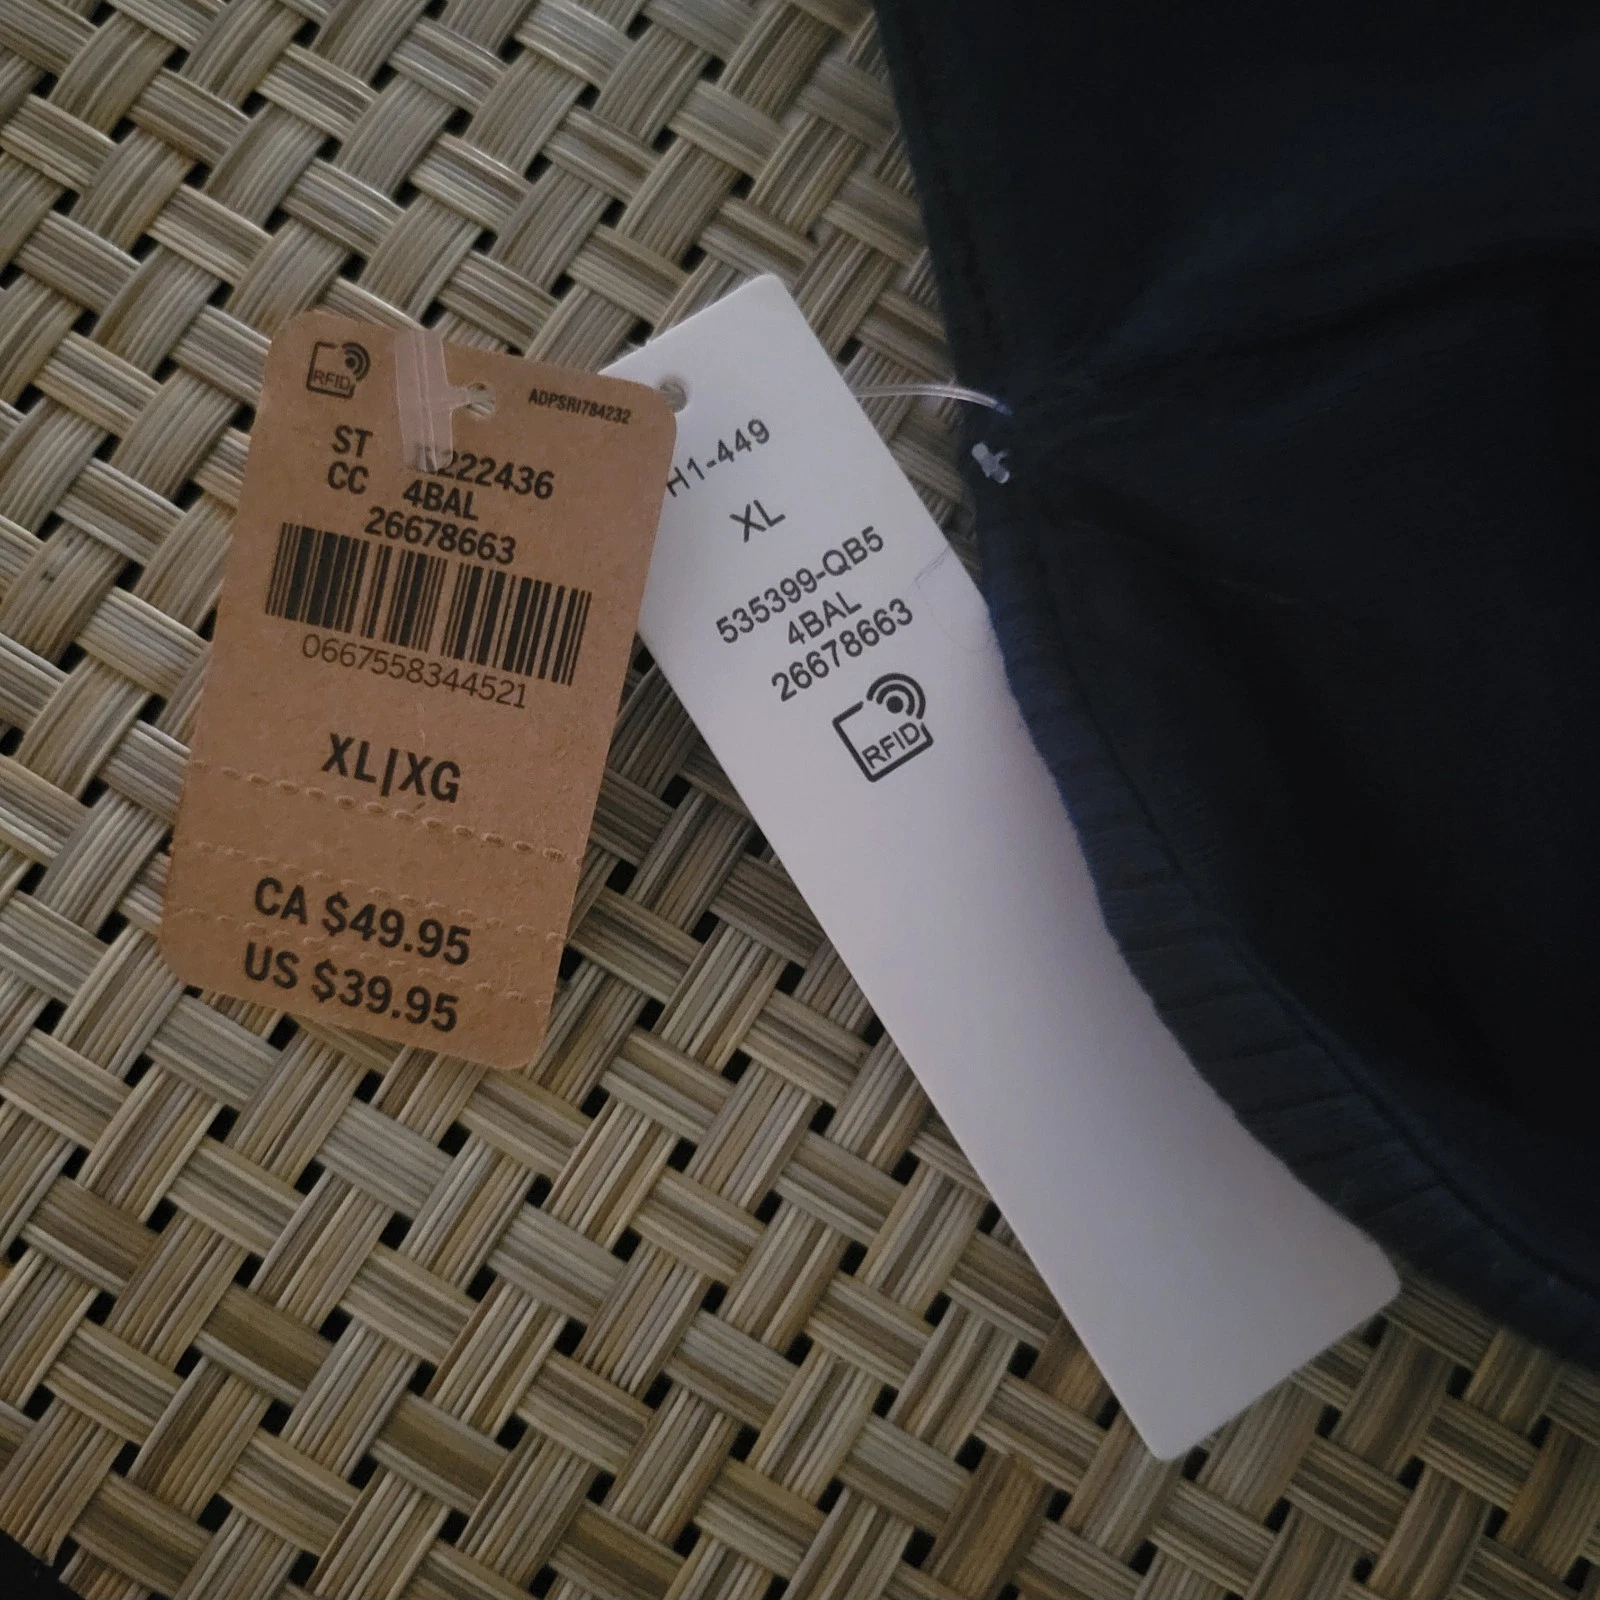 RFID
ADPSRI784232
ST 222436
CC 4BAL
26678663
0667558344521
XL|XG
CA $49.95
US $39.95
H1-449
XL
535399-QB5
4BAL
26678663
RFID